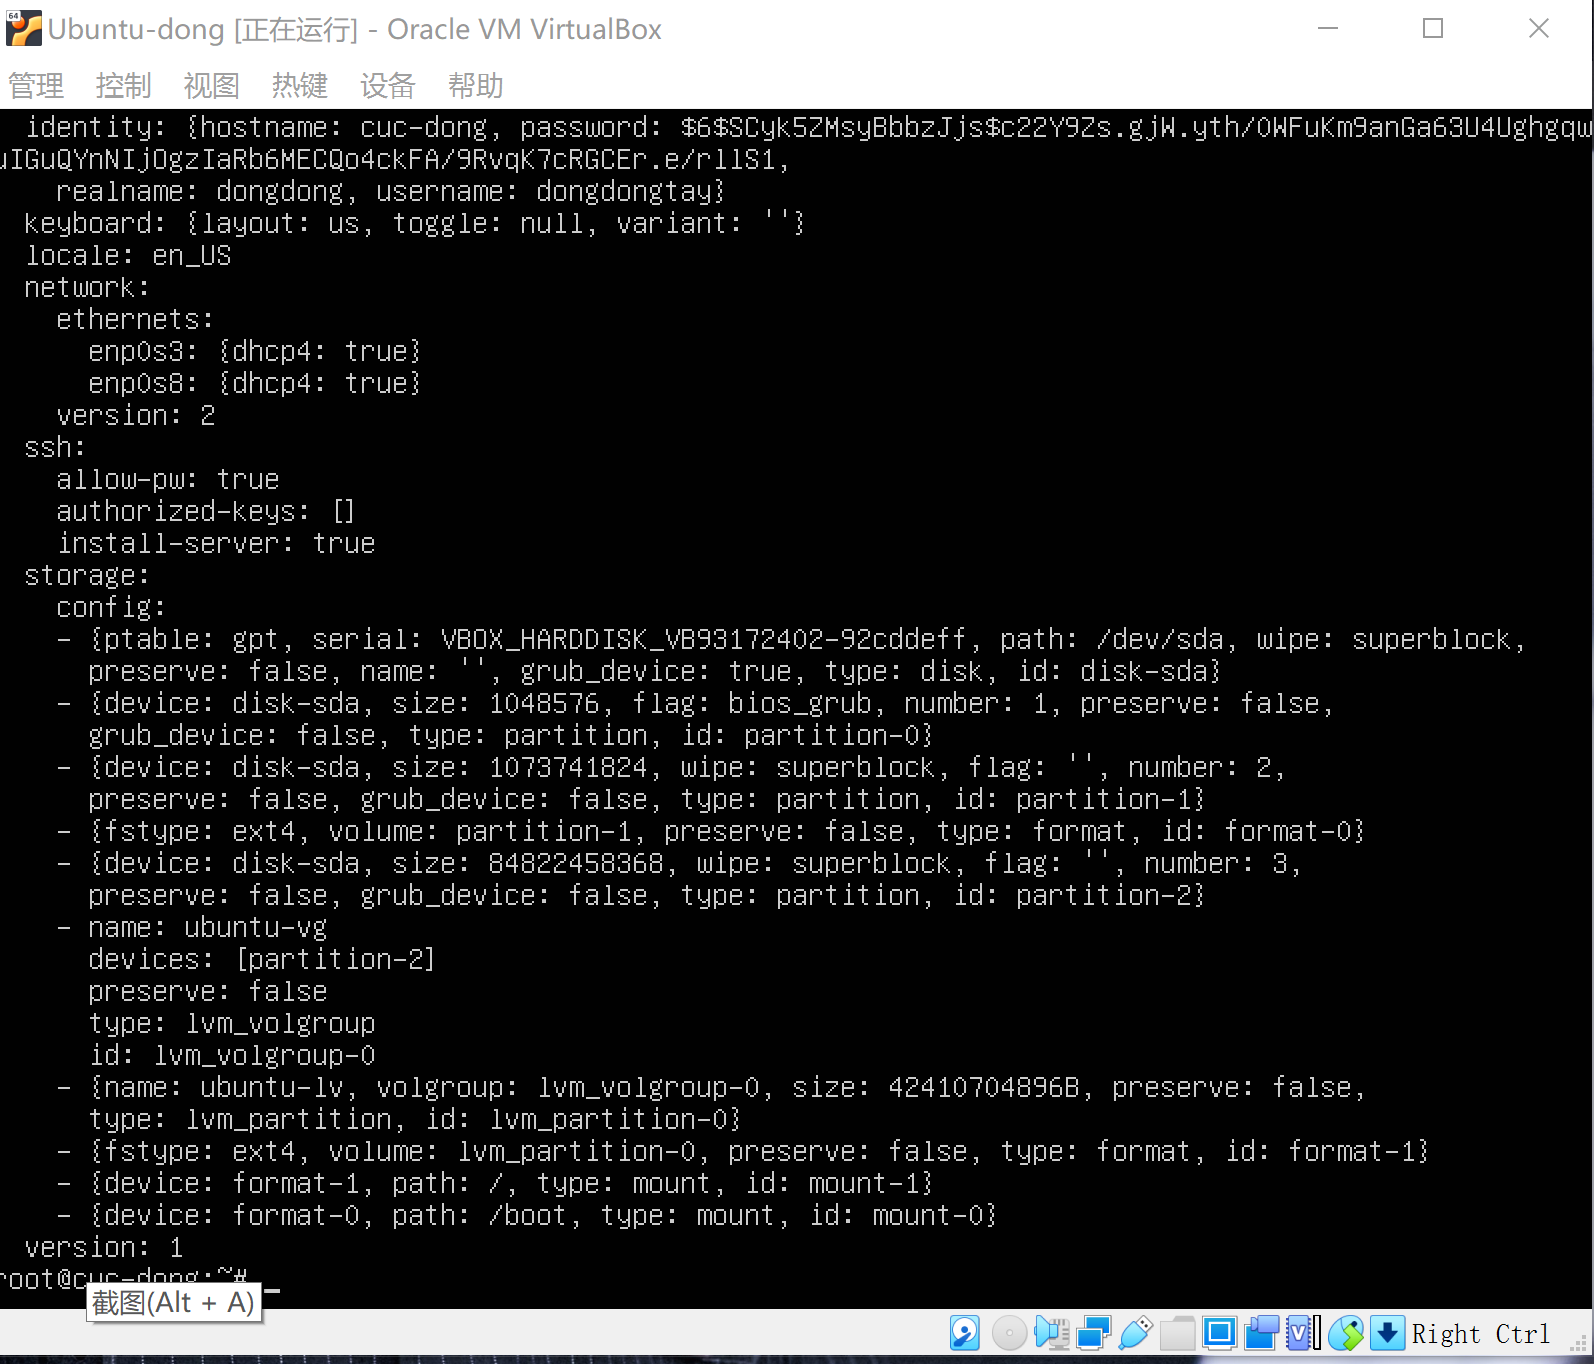 Ubuntu-dong [正在运行] - Oracle VM VirtualBox
管理 控制 视图 热键 设备 帮助
identity: {hostname: cuc-dong, password: $6$SCyk5ZMsyBbbzJjs$c22Y9Zs.gjW.yth/OWFuKm9anGa63U4Ughgqw
uIGuQYnNIjOgzIaRb6MECQo4ckFA/9RvqK7cRGCEr.e/rllS1,
realname: dongdong, username: dongdongtay}
keyboard: {layout: us, toggle: null, variant: ''}
locale: en_US
network:
ethernets:
enp0s3: {dhcp4: true}
enp0s8: {dhcp4: true}
version: 2
ssh:
allow-pw: true
authorized-keys: []
install-server: true
storage:
config:
- {ptable: gpt, serial: VBOX_HARDDISK_VB93172402-92cddeff, path: /dev/sda, wipe: superblock,
preserve: false, name: '', grub_device: true, type: disk, id: disk-sda}
- {device: disk-sda, size: 1048576, flag: bios_grub, number: 1, preserve: false,
grub_device: false, type: partition, id: partition-0}
- {device: disk-sda, size: 1073741824, wipe: superblock, flag: '', number: 2,
preserve: false, grub_device: false, type: partition, id: partition-1}
- {fstype: ext4, volume: partition-1, preserve: false, type: format, id: format-0}
- {device: disk-sda, size: 84822458368, wipe: superblock, flag: '', number: 3,
preserve: false, grub_device: false, type: partition, id: partition-2}
- name: ubuntu-vg
devices: [partition-2]
preserve: false
type: lvm_volgroup
id: lvm_volgroup-0
- {name: ubuntu-lv, volgroup: lvm_volgroup-0, size: 42410704896B, preserve: false,
type: lvm_partition, id: lvm_partition-0}
- {fstype: ext4, volume: lvm_partition-0, preserve: false, type: format, id: format-1}
- {device: format-1, path: /, type: mount, id: mount-1}
- {device: format-0, path: /boot, type: mount, id: mount-0}
version: 1
root@cuc-dong:~# _
截图(Alt + A)
Right Ctrl